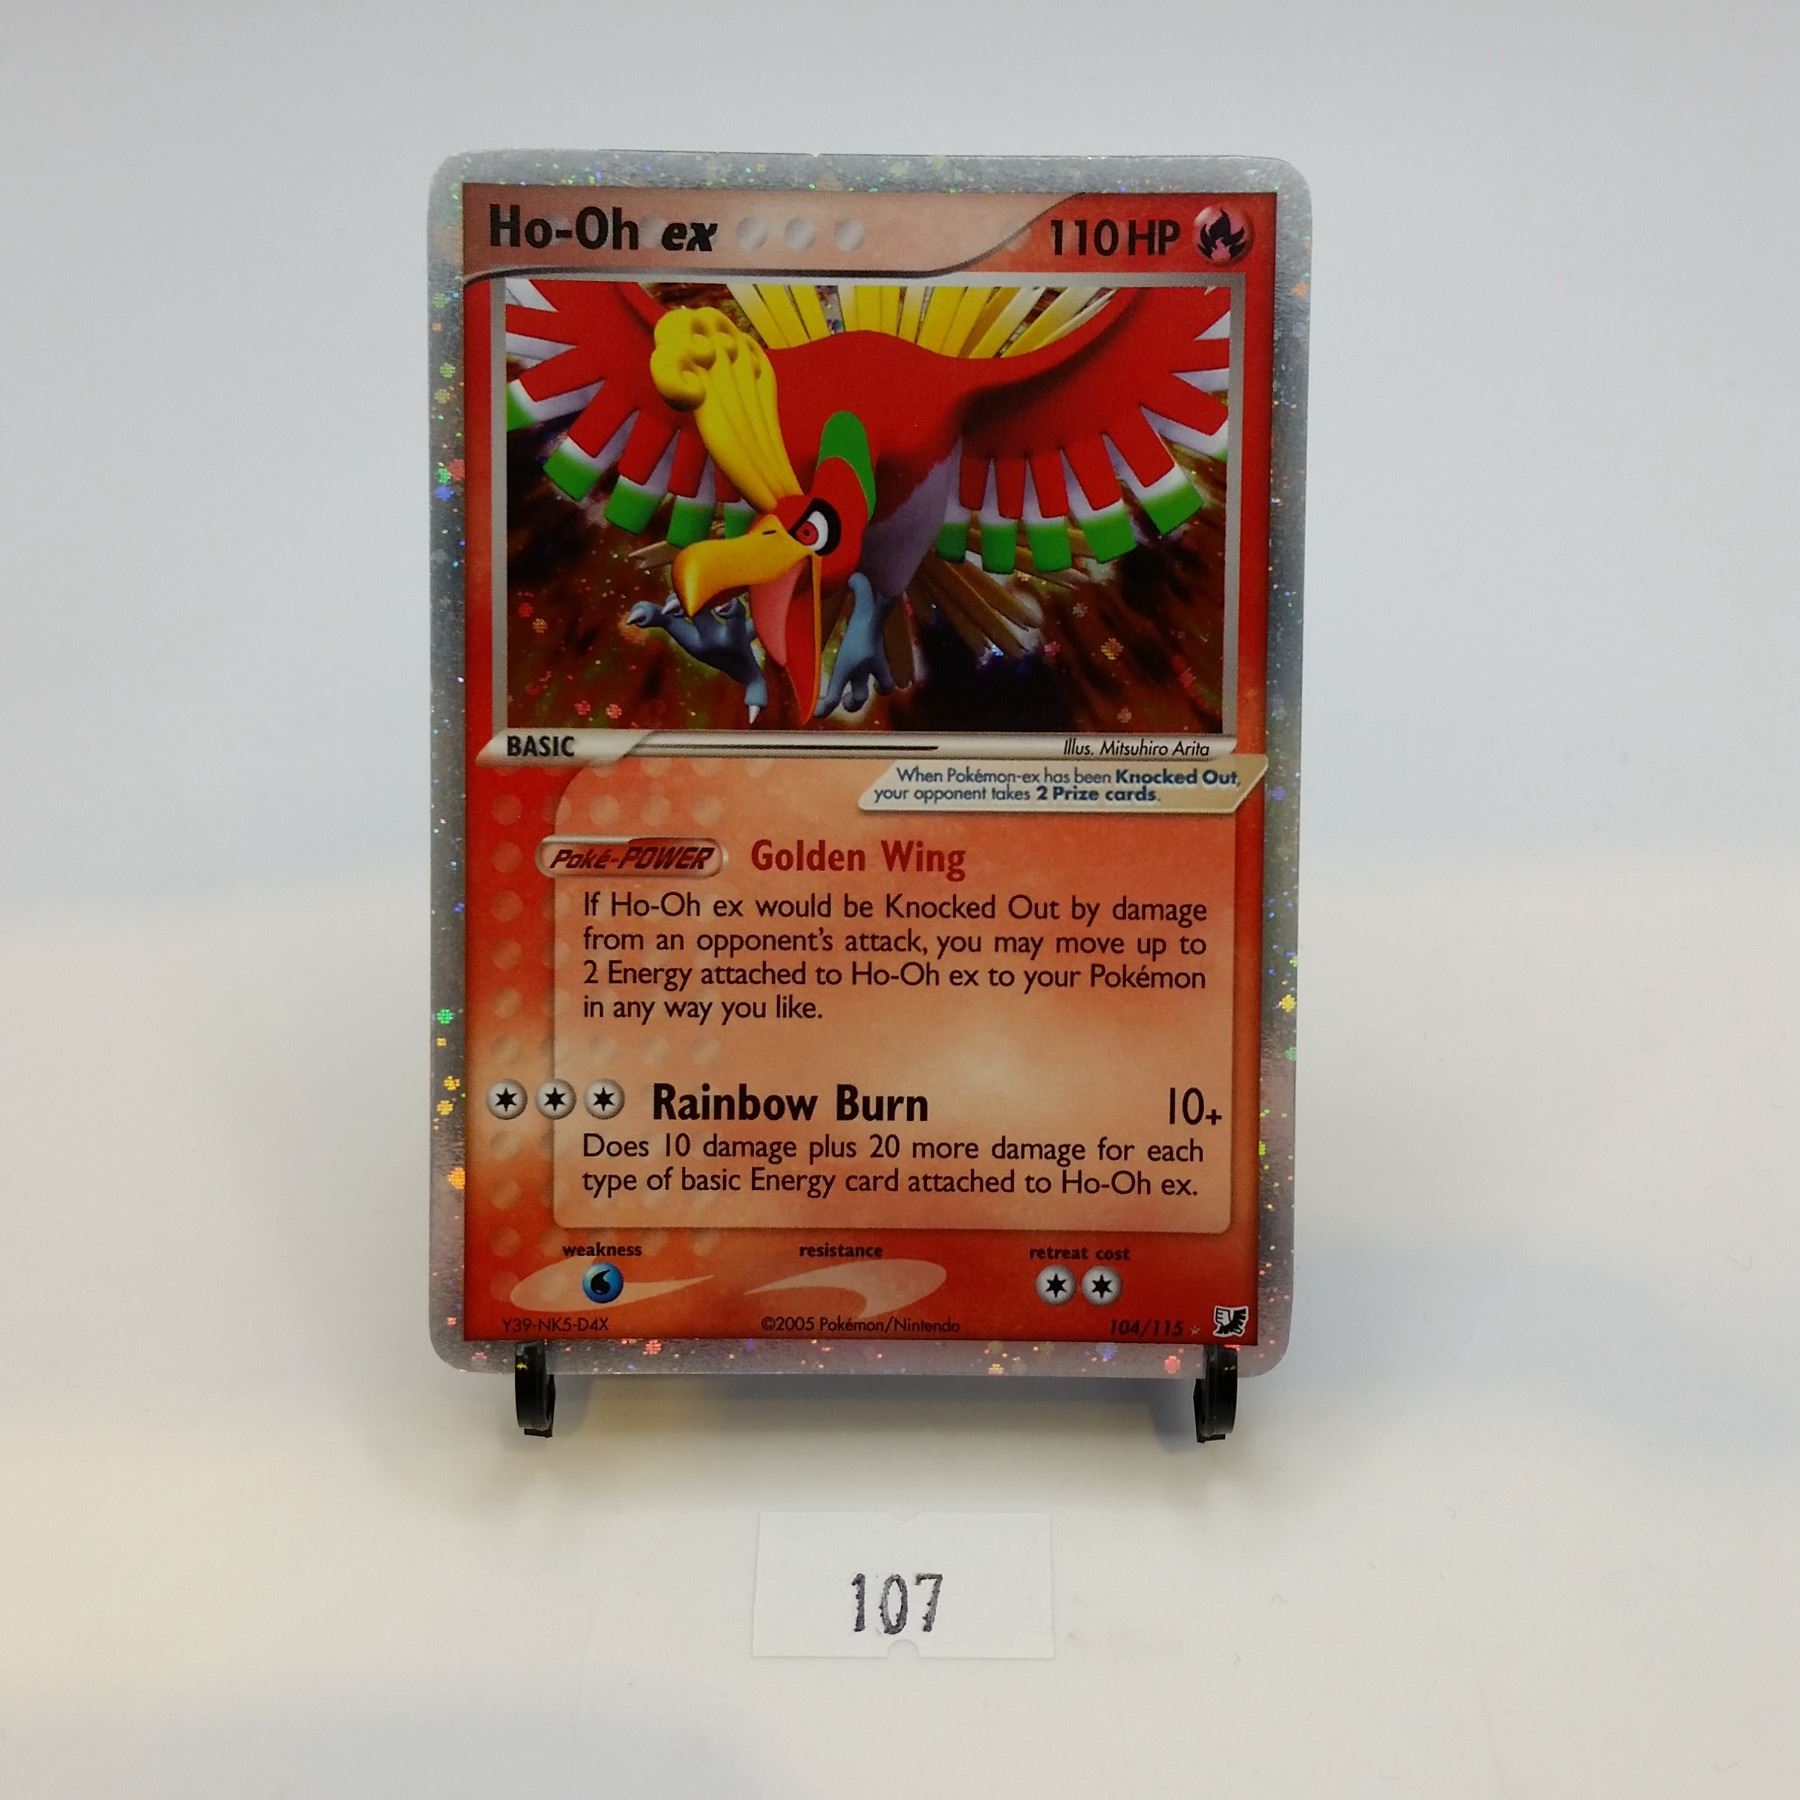 Ho-Oh ex 110 HP
BASIC
Illus. Mitsuhiro Arita
When Pokémon-ex has been Knocked Out,
your opponent takes 2 Prize cards.
Poké-POWER Golden Wing
If Ho-Oh ex would be Knocked Out by damage
from an opponent's attack, you may move up to
2 Energy attached to Ho-Oh ex to your Pokémon
in any way you like.
Rainbow Burn 10+
Does 10 damage plus 20 more damage for each
type of basic Energy card attached to Ho-Oh ex.
weakness resistance retreat cost
Y39-NK5-D4X ©2005 Pokémon/Nintendo 104/115
107